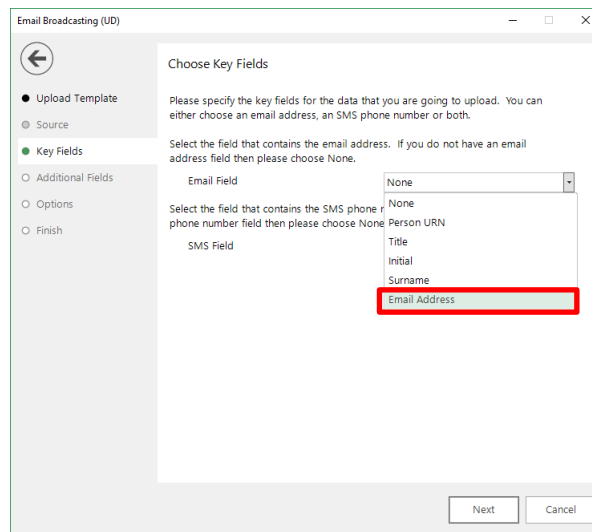 Email Broadcasting (UD)
Choose Key Fields
Upload Template
Source
Key Fields
Additional Fields
Options
Finish
Please specify the key fields for the data that you are going to upload. You can
either choose an email address, an SMS phone number or both.
Select the field that contains the email address. If you do not have an email
address field then please choose None.
Email Field
None
Select the field that contains the SMS phone
phone number field then please choose None
SMS Field
None
Person URN
Title
Initial
Surname
Email Address
Next
Cancel